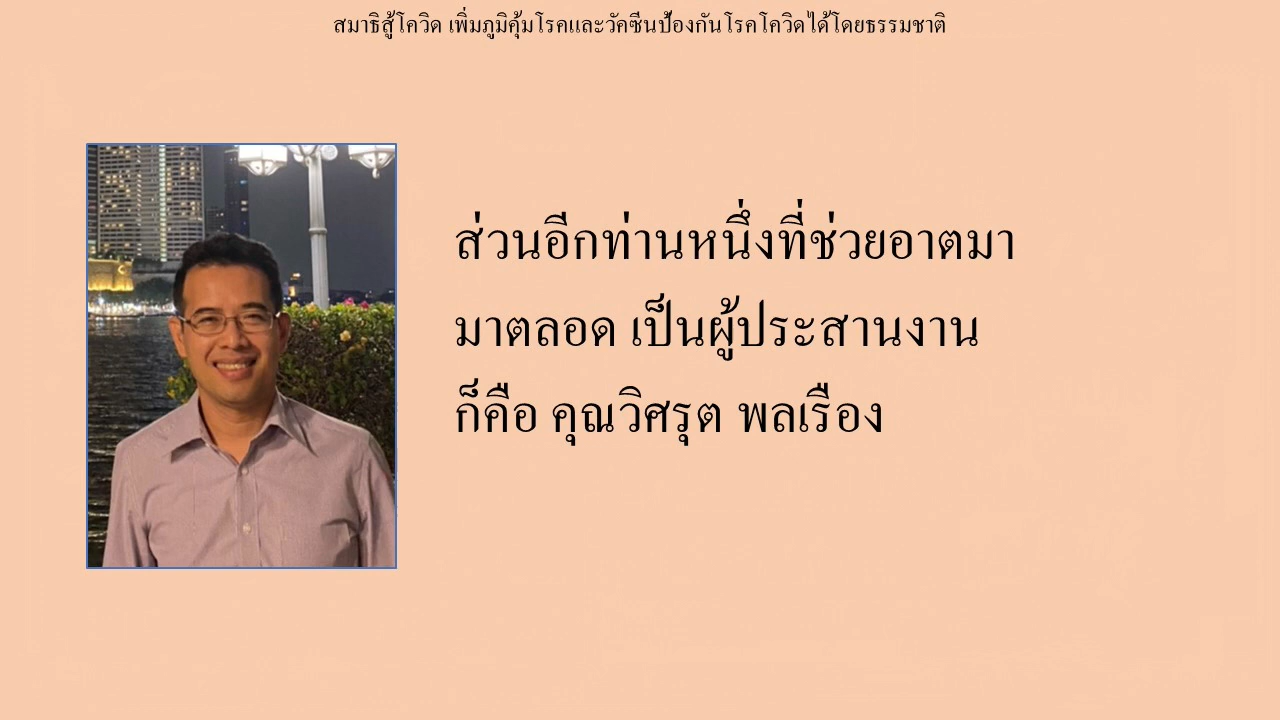 สมาธิสู้โควิด เพิ่มภูมิคุ้มโรคและวัคซีนป้องกันโรคโควิดได้โดยธรรมชาติ
ส่วนอีกท่านหนึ่งที่ช่วยอาตมา
มาตลอด เป็นผู้ประสานงาน
ก็คือ คุณวิศรุต พลเรือง